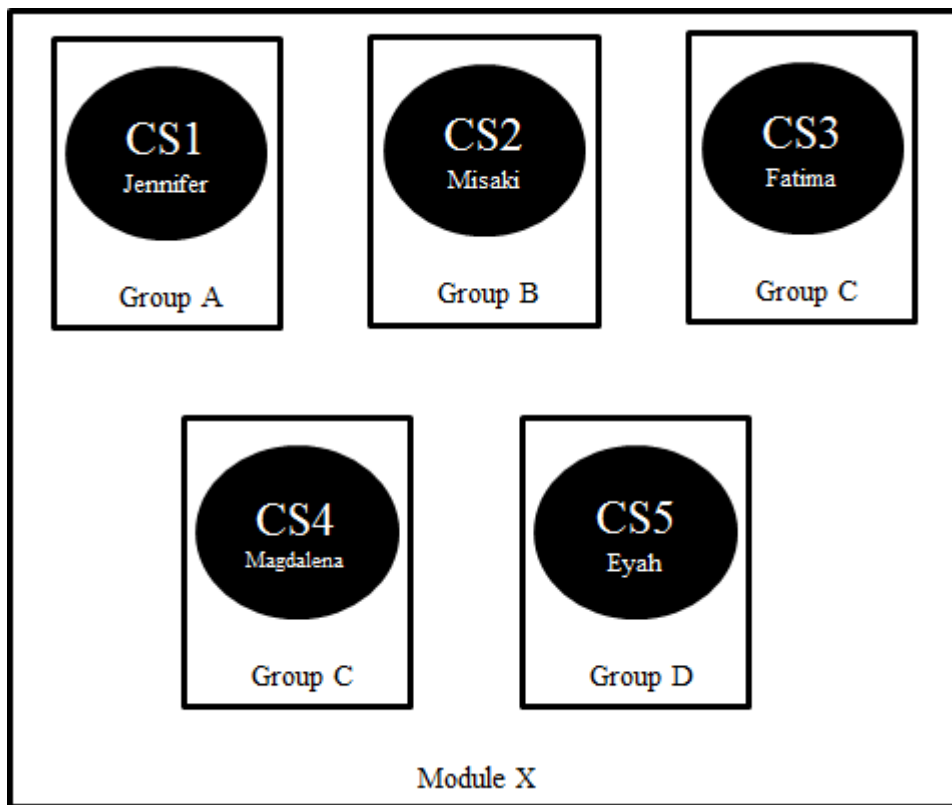 CS1
Jennifer
Group A
CS2
Misaki
Group B
CS3
Fatima
Group C
CS4
Magdalena
Group C
CS5
Eyah
Group D
Module X